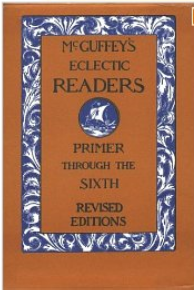 McGUFFEY'S
ECLECTIC
READERS
PRIMER
THROUGH THE
SIXTH
REVISED
EDITIONS